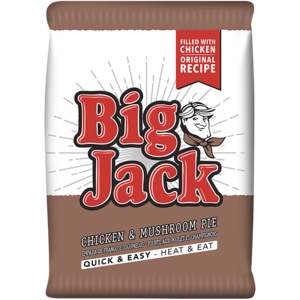 FILLED WITH
CHICKEN
ORIGINAL
RECIPE
Big
Jack
CHICKEN & MUSHROOM PIE
QUICK & EASY - HEAT & EAT